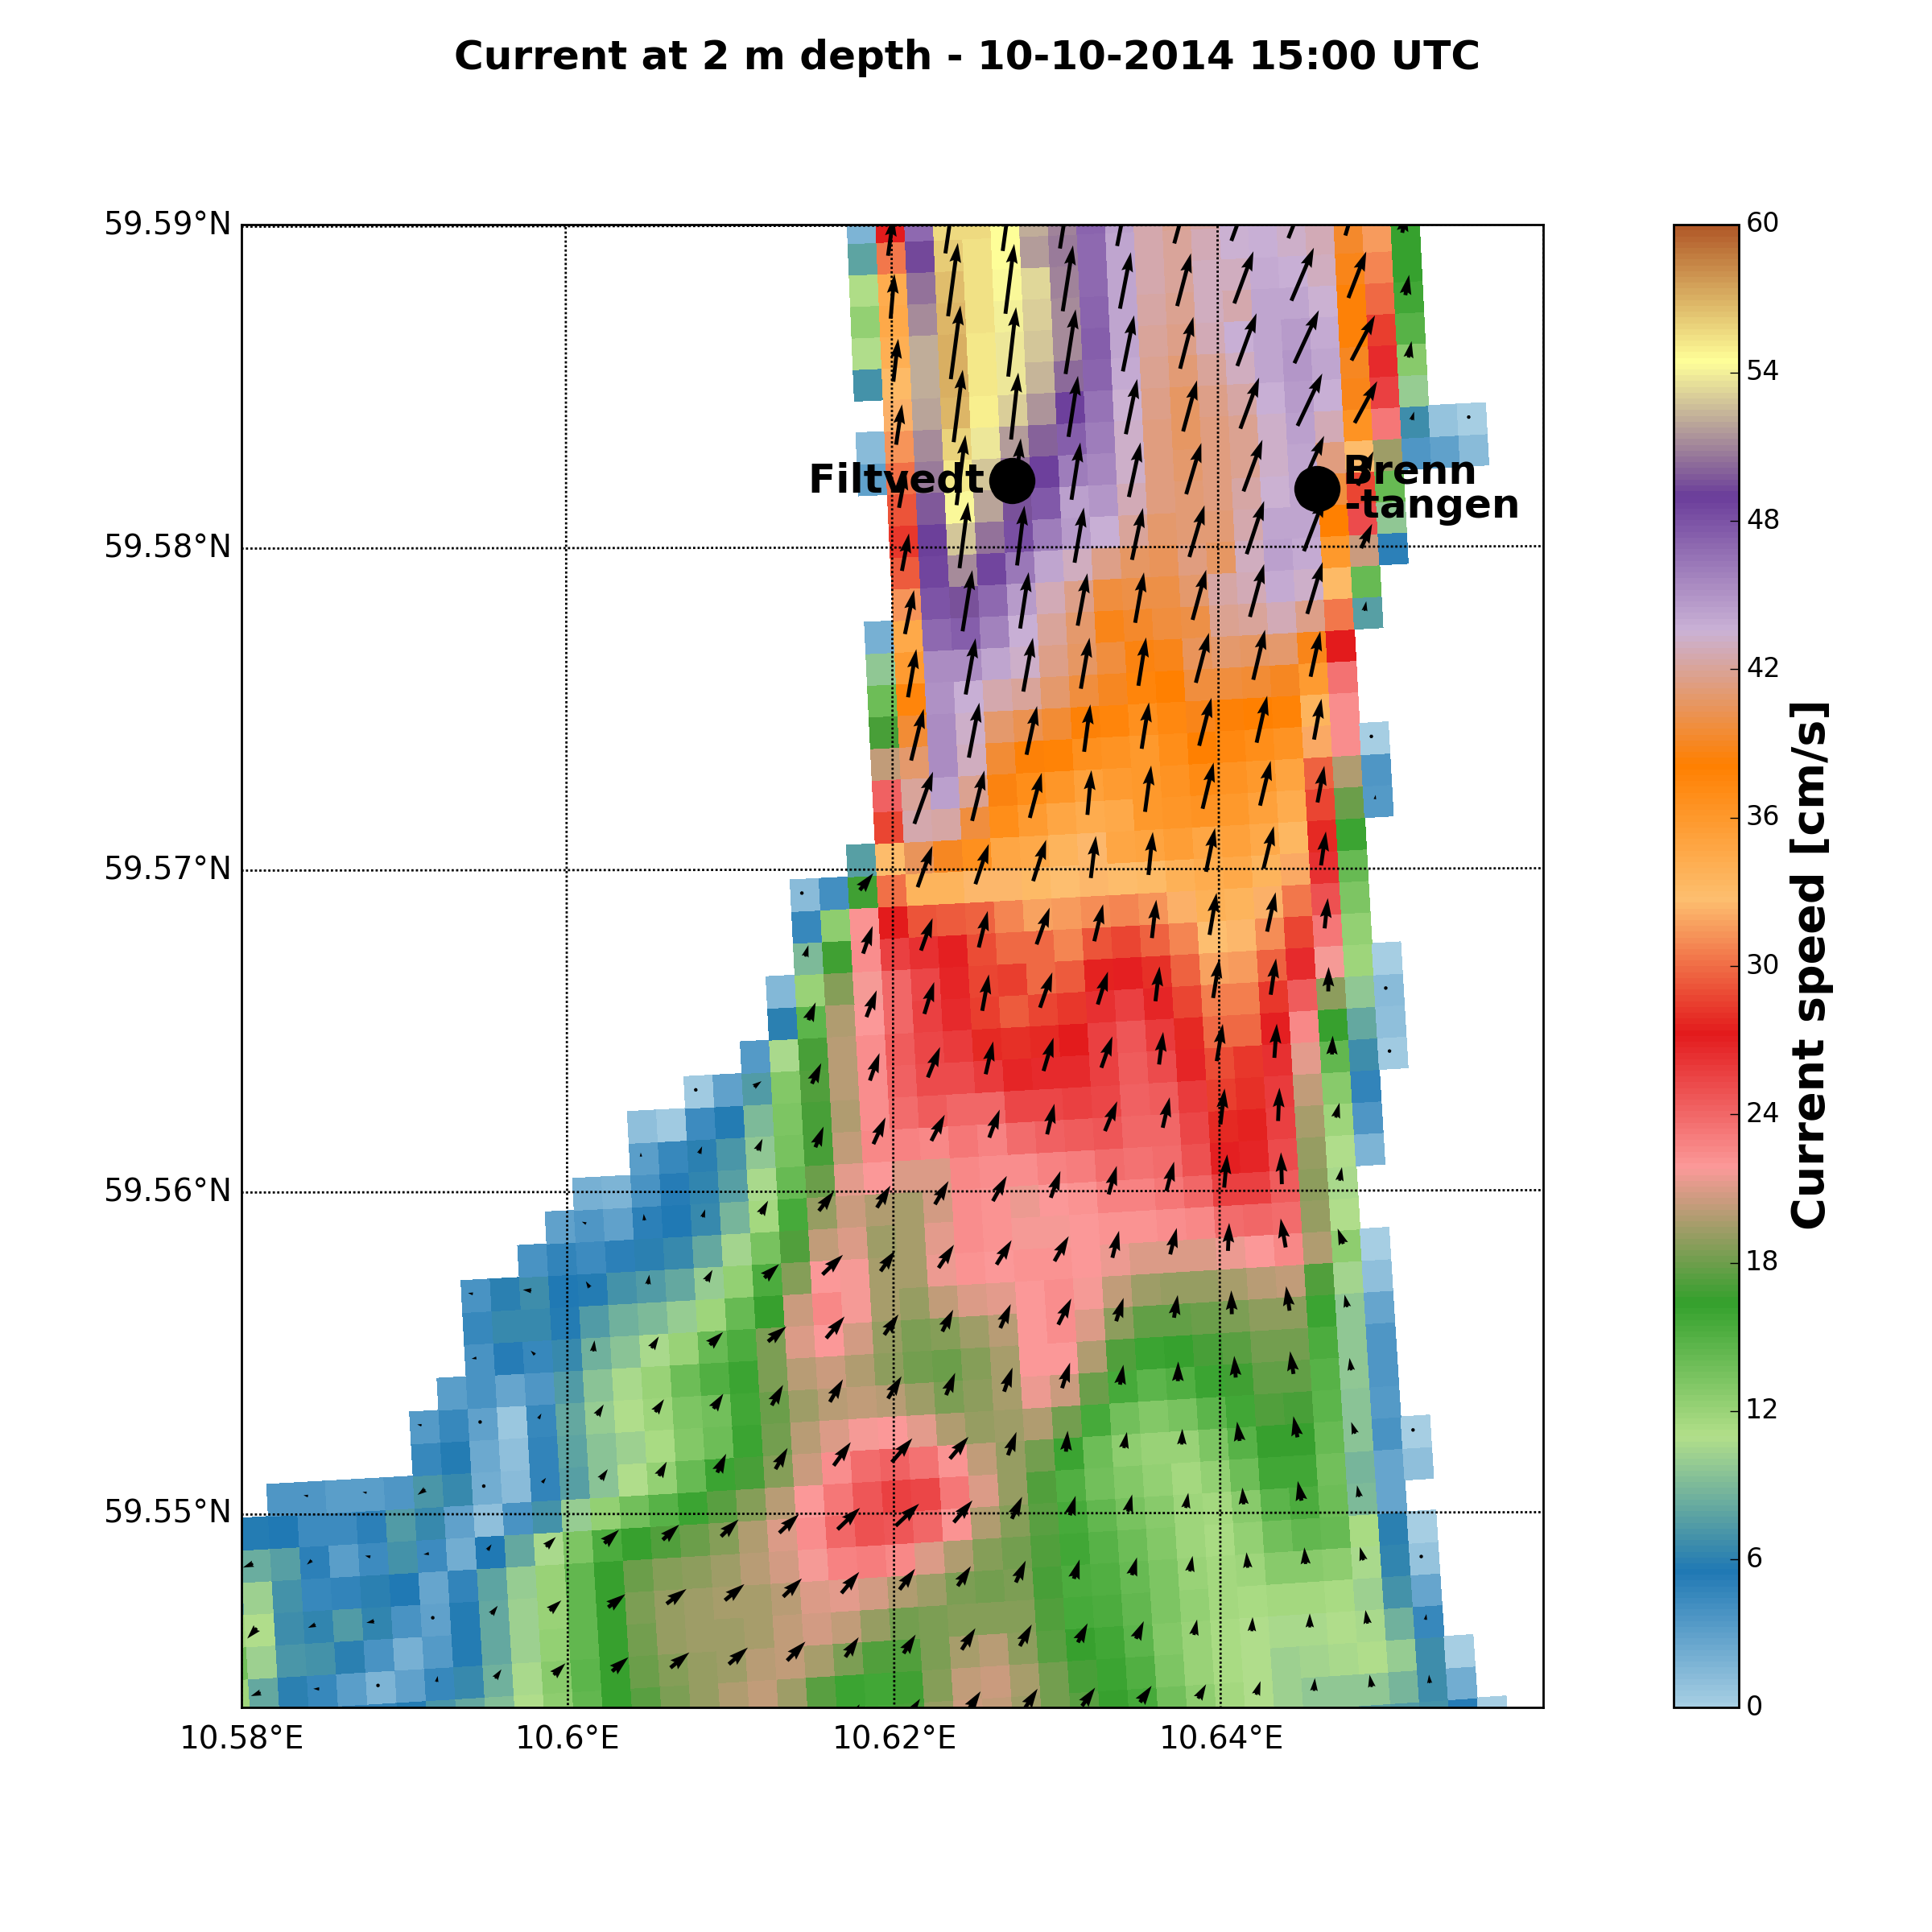 Current at 2 m depth - 10-10-2014 15:00 UTC
59.59°N
59.58°N
59.57°N
59.56°N
59.55°N
10.58°E
10.6°E
10.62°E
10.64°E
Filtvedt
Brenn
-tangen
60
54
48
42
36
30
24
18
12
6
0
Current speed [cm/s]